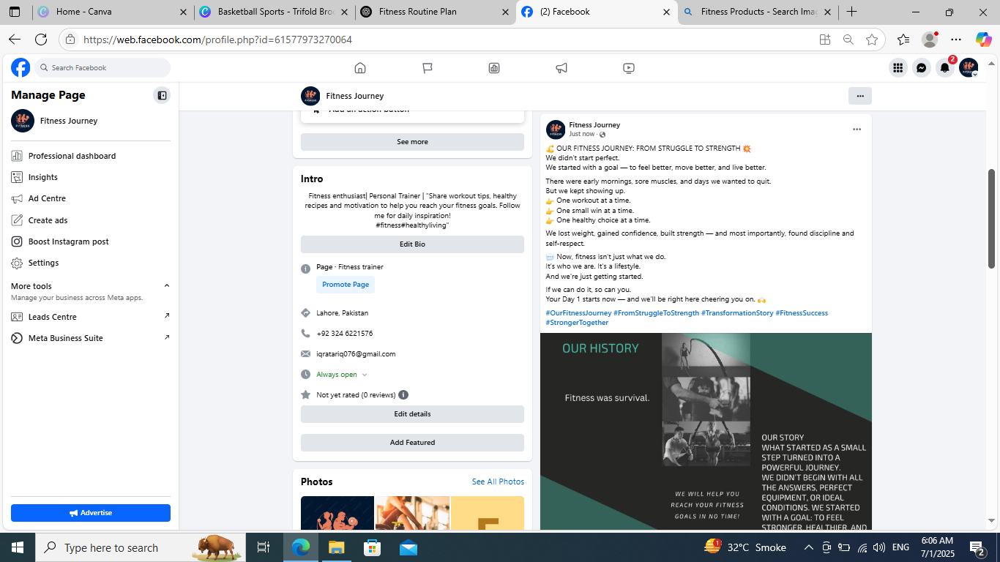 Home - Canva
Basketball Sports - Trifold Bro
Fitness Routine Plan
(2) Facebook
Fitness Products - Search Ima
https://web.facebook.com/profile.php?id=61577973270064
Search Facebook
2
Manage Page
Fitness Journey
Professional dashboard
Insights
Ad Centre
Create ads
Boost Instagram post
Settings
More tools
Manage your business across Meta apps.
Leads Centre
Meta Business Suite
Advertise
Fitness Journey
Add an action button
See more
Intro
Fitness enthusiast| Personal Trainer | "Share workout tips, healthy
recipes and motivation to help you reach your fitness goals. Follow
me for daily inspiration!
#fitness#healthyliving"
Edit Bio
Page · Fitness trainer
Promote Page
Lahore, Pakistan
+92 324 6221576
iqratariq076@gmail.com
Always open
Not yet rated (0 reviews)
Edit details
Add Featured
Photos
See All Photos
Fitness Journey
Just now ·
💪 OUR FITNESS JOURNEY: FROM STRUGGLE TO STRENGTH 💥
We didn't start perfect.
We started with a goal — to feel better, move better, and live better.
There were early mornings, sore muscles, and days we wanted to quit.
But we kept showing up.
👉 One workout at a time.
👉 One small win at a time.
👉 One healthy choice at a time.
We lost weight, gained confidence, built strength — and most importantly, found discipline and
self-respect.
💬 Now, fitness isn't just what we do.
It's who we are. It's a lifestyle.
And we're just getting started.
If we can do it, so can you.
Your Day 1 starts now — and we'll be right here cheering you on. 🙌
#OurFitnessJourney #FromStruggleToStrength #TransformationStory #FitnessSuccess
#StrongerTogether
OUR HISTORY
Fitness was survival.
WE WILL HELP YOU
REACH YOUR FITNESS
GOALS IN NO TIME!
OUR STORY
WHAT STARTED AS A SMALL
STEP TURNED INTO A
POWERFUL JOURNEY.
WE DIDN'T BEGIN WITH ALL
THE ANSWERS, PERFECT
EQUIPMENT, OR IDEAL
CONDITIONS. WE STARTED
WITH A GOAL: TO FEEL
STRONGER, HEALTHIER, AND
Type here to search
1
32°C Smoke
ENG
6:06 AM
7/1/2025
2